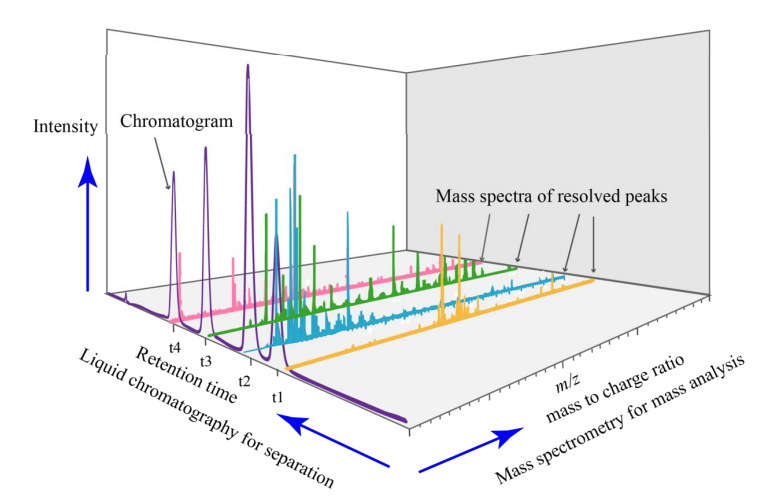 Intensity
Chromatogram
Mass spectra of resolved peaks
t4
t3
t2
t1
Retention time
Liquid chromatography for separation
m/z
mass to charge ratio
Mass spectrometry for mass analysis